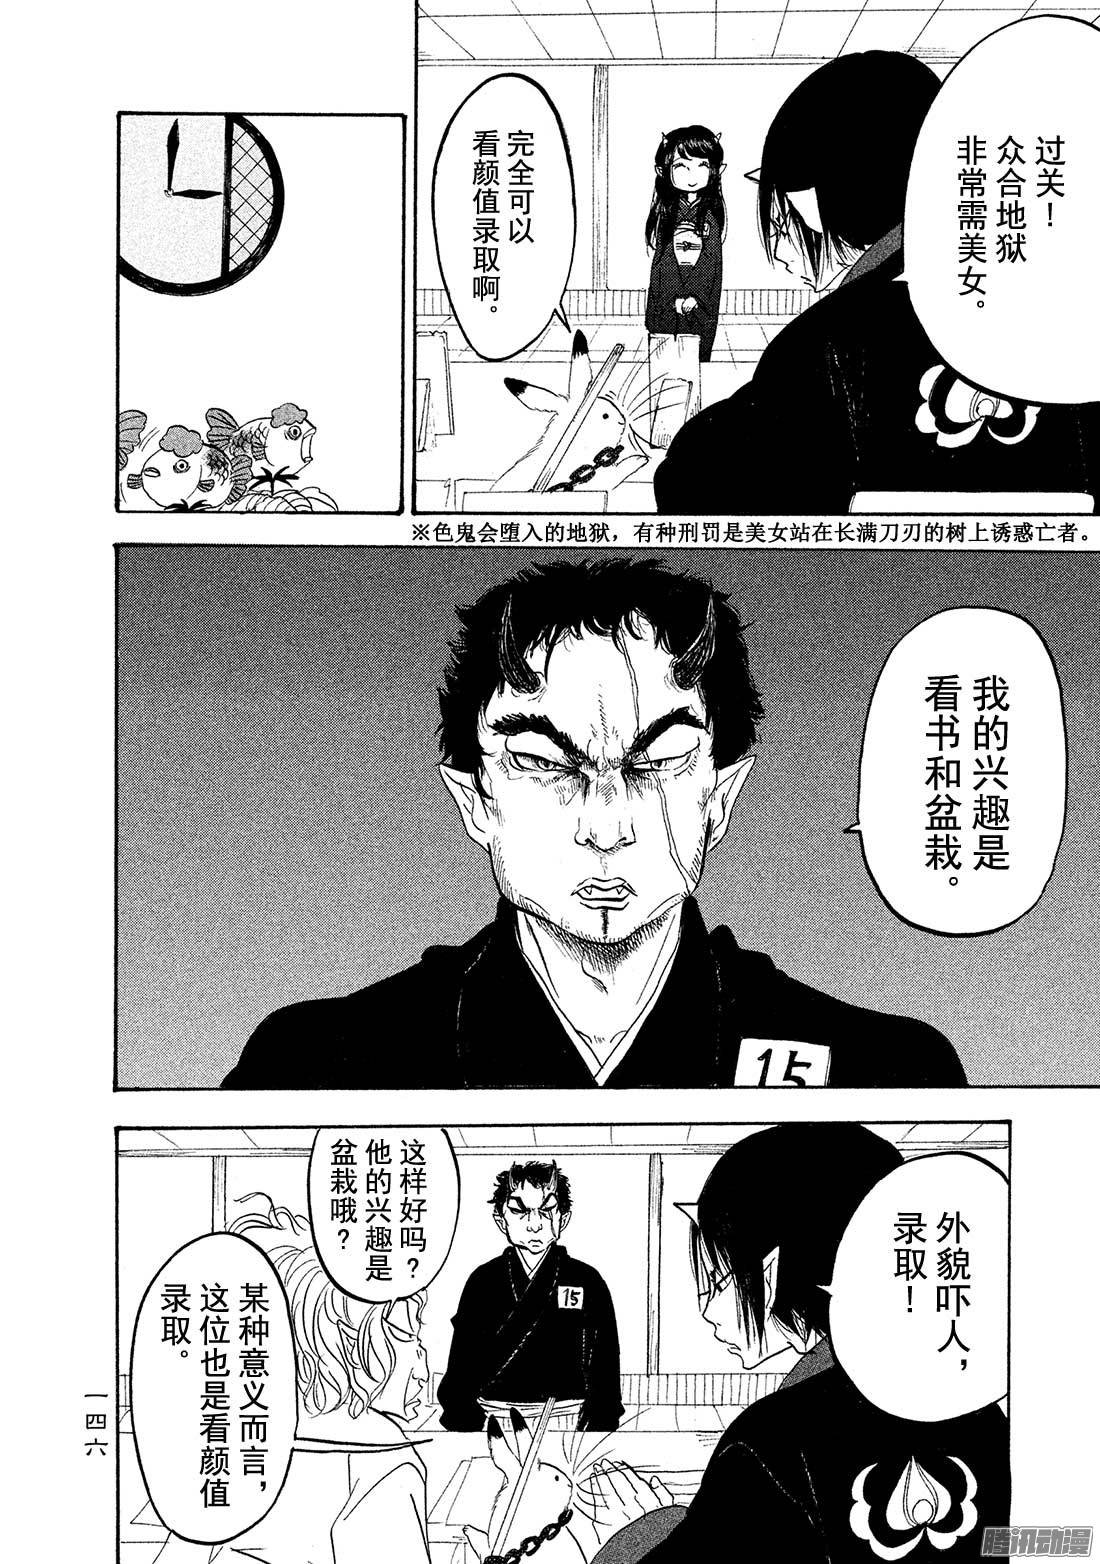 过关！
众合地狱
非常需美女。
完全可以
看颜值录取啊。
※色鬼会堕入的地狱，有种刑罚是美女站在长满刀刃的树上诱惑亡者。
我的兴趣是
看书和盆栽。
15
外貌吓人，
录取！
这样好吗？
他的兴趣是
盆栽哦？
15
某种意义而言，
这位也是看颜值
录取。
一四六
腾讯动漫